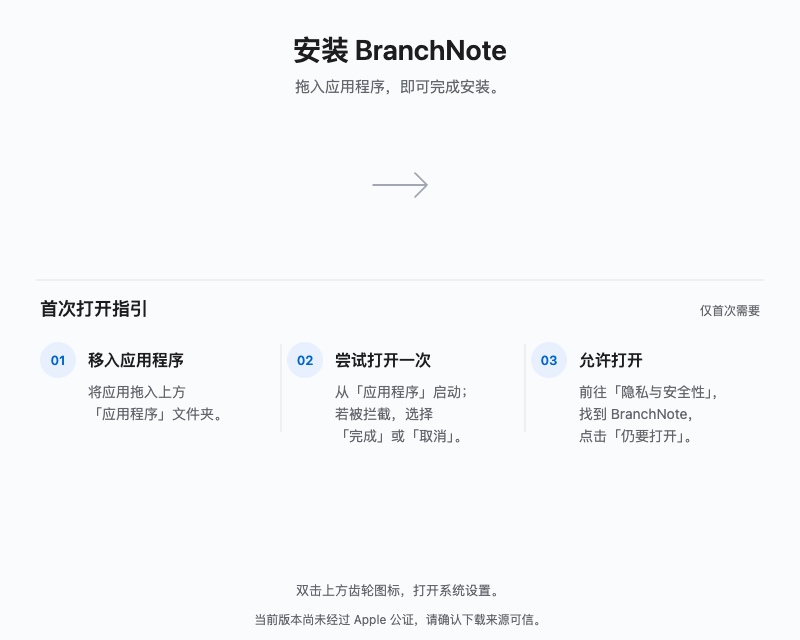 安装 BranchNote
拖入应用程序，即可完成安装。
首次打开指引
仅首次需要
01
移入应用程序
将应用拖入上方
「应用程序」文件夹。
02
尝试打开一次
从「应用程序」启动；
若被拦截，选择
「完成」或「取消」。
03
允许打开
前往「隐私与安全性」，
找到 BranchNote，
点击「仍要打开」。
双击上方齿轮图标，打开系统设置。
当前版本尚未经过 Apple 公证，请确认下载来源可信。